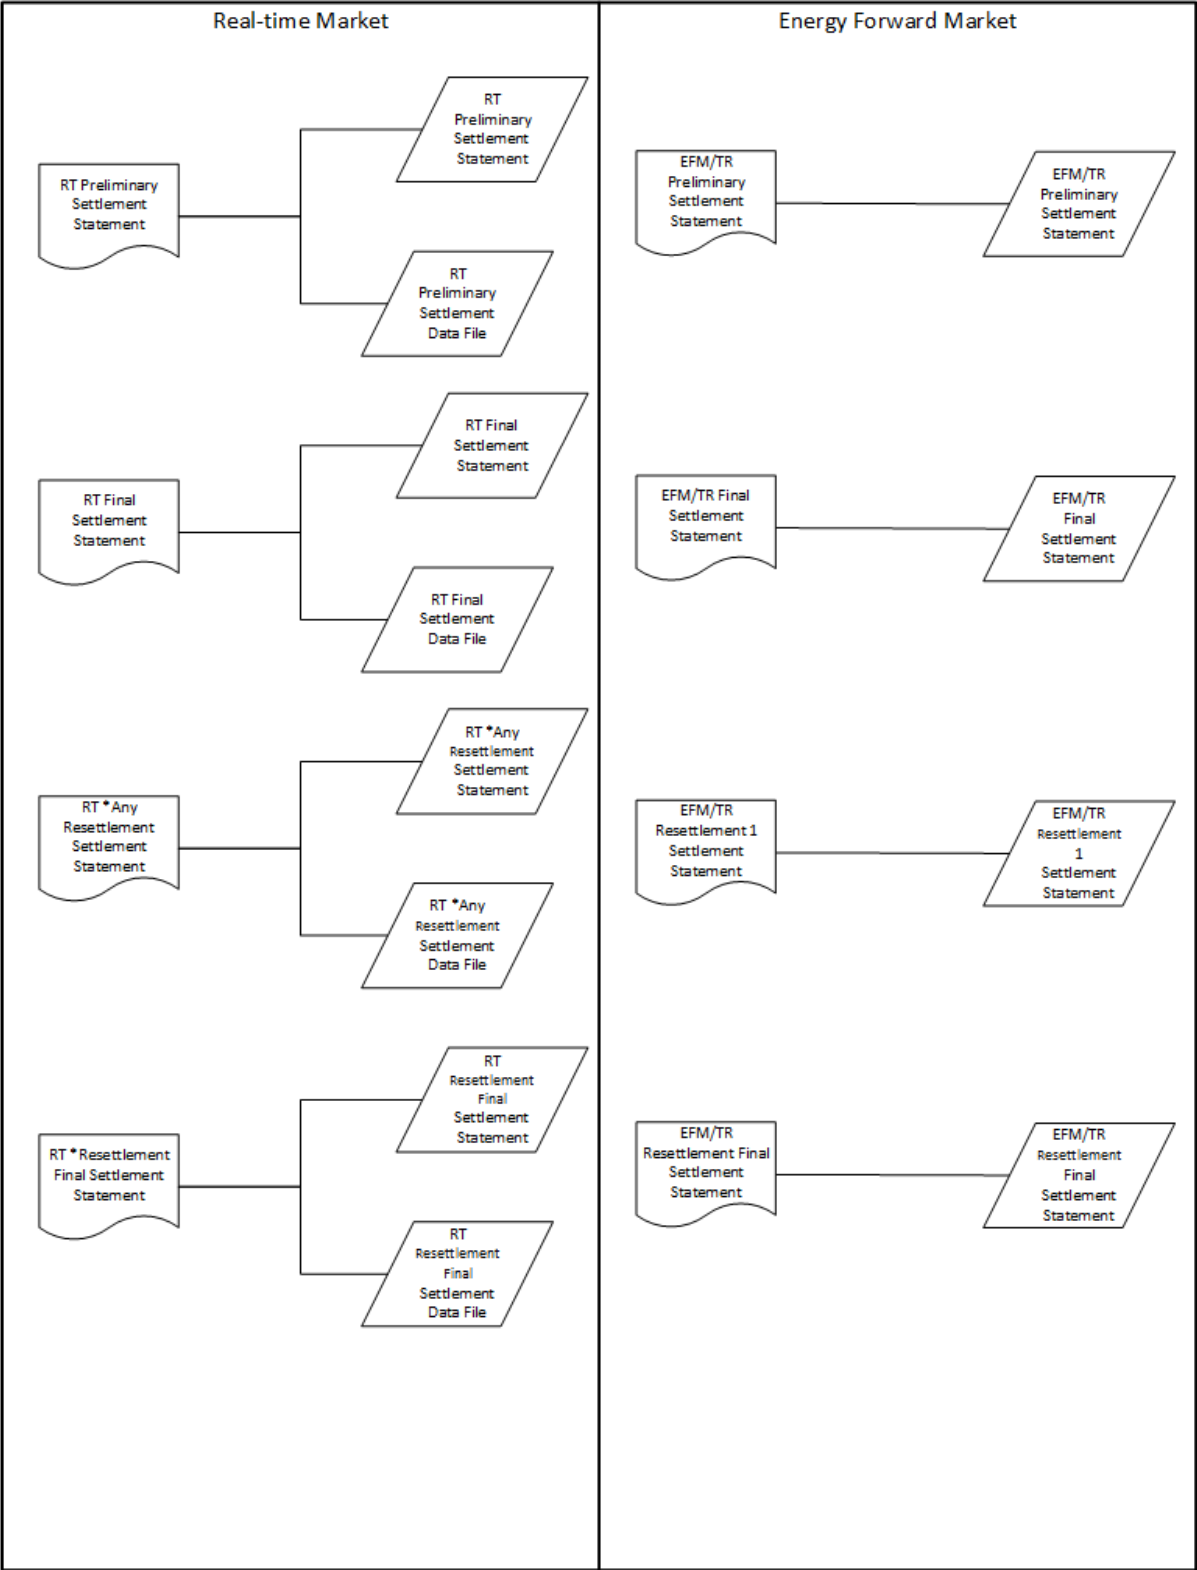 Real-time Market
RT
Preliminary
Settlement
Statement
RT Preliminary
Settlement
Statement
RT
Preliminary
Settlement
Data File
RT Final
Settlement
Statement
RT Final
Settlement
Statement
RT Final
Settlement
Data File
RT *Any
Resettlement
Settlement
Statement
RT *Any
Resettlement
Settlement
Statement
RT *Any
Resettlement
Settlement
Data File
RT
Resettlement
Final
Settlement
Statement
RT *Resettlement
Final Settlement
Statement
RT
Resettlement
Final
Settlement
Data File
Energy Forward Market
EFM/TR
Preliminary
Settlement
Statement
EFM/TR
Preliminary
Settlement
Statement
EFM/TR Final
Settlement
Statement
EFM/TR
Final
Settlement
Statement
EFM/TR
Resettlement 1
Settlement
Statement
EFM/TR
Resettlement
1
Settlement
Statement
EFM/TR
Resettlement Final
Settlement
Statement
EFM/TR
Resettlement
Final
Settlement
Statement